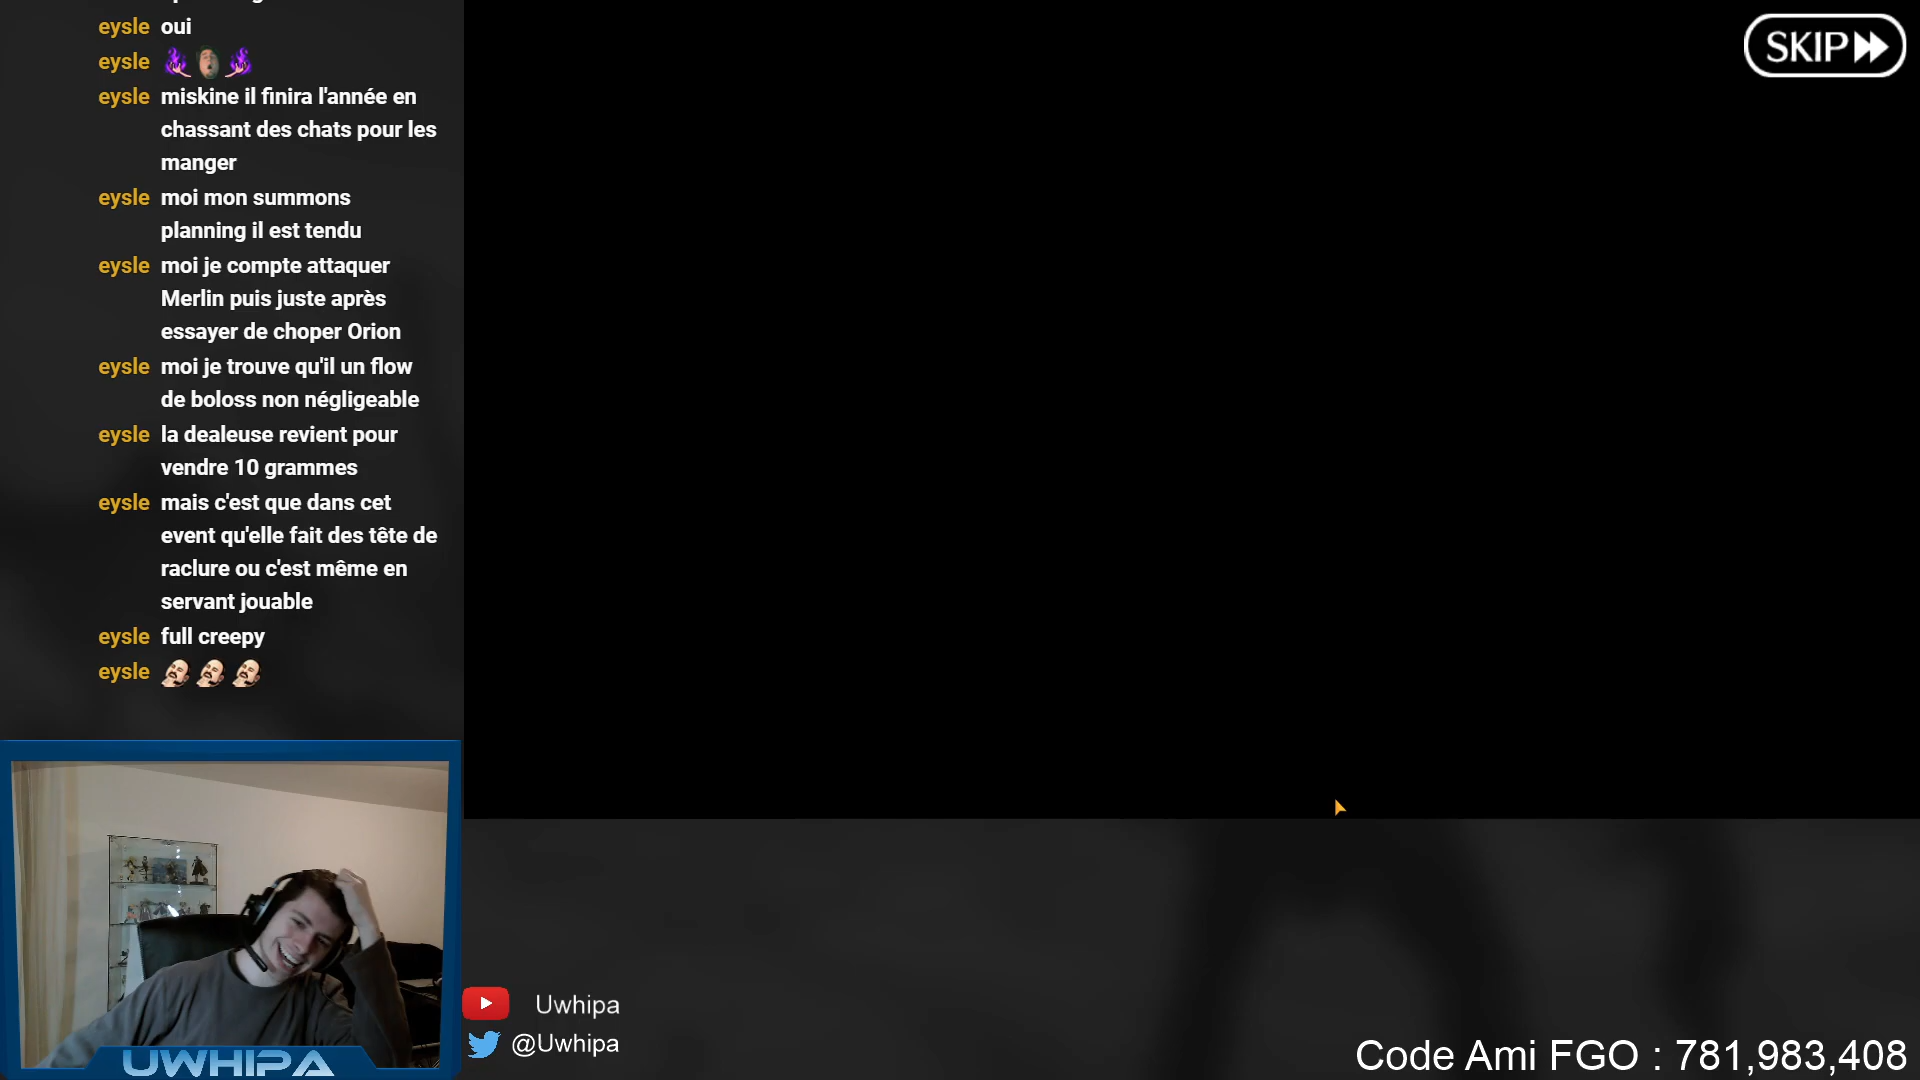 eysle oui
eysle
eysle miskine il finira l'année en
chassant des chats pour les
manger
eysle moi mon summons
planning il est tendu
eysle moi je compte attaquer
Merlin puis juste après
essayer de choper Orion
eysle moi je trouve qu'il un flow
de boloss non négligeable
eysle la dealeuse revient pour
vendre 10 grammes
eysle mais c'est que dans cet
event qu'elle fait des tête de
raclure ou c'est même en
servant jouable
eysle full creepy
eysle
SKIP
UWHIPA
Uwhipa
@Uwhipa
Code Ami FGO : 781,983,408